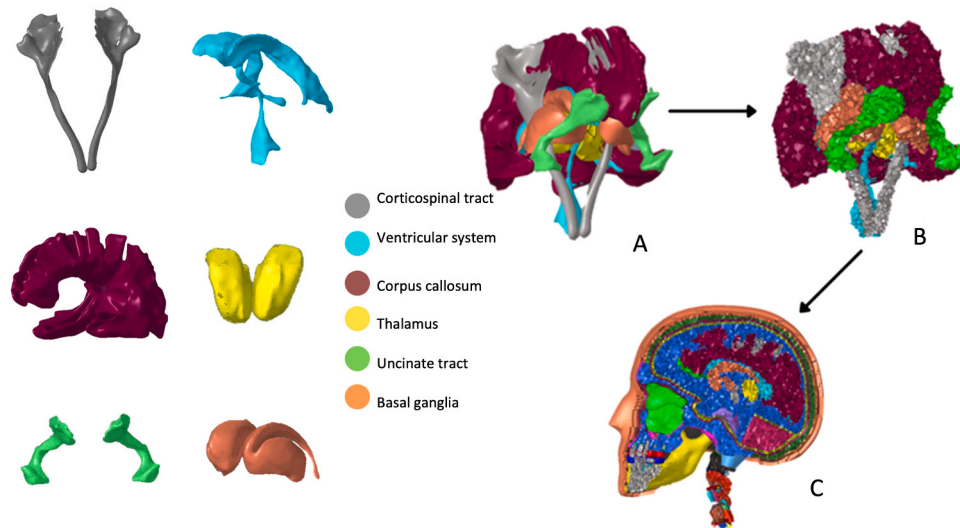 Corticospinal tract
Ventricular system
Corpus callosum
Thalamus
Uncinate tract
Basal ganglia
A
B
C